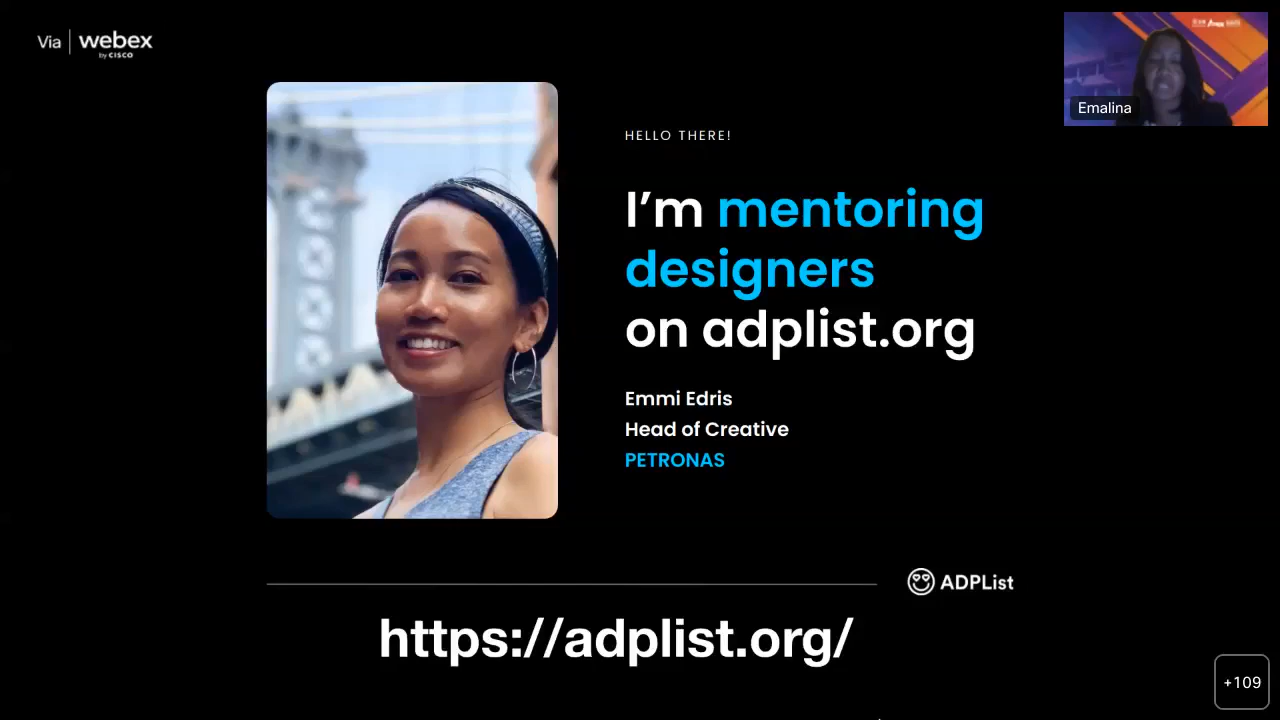 Via webex
by CISCO
Emalina
HELLO THERE!
I’m mentoring
designers
on adplist.org
Emmi Edris
Head of Creative
PETRONAS
ADPList
https://adplist.org/
+109